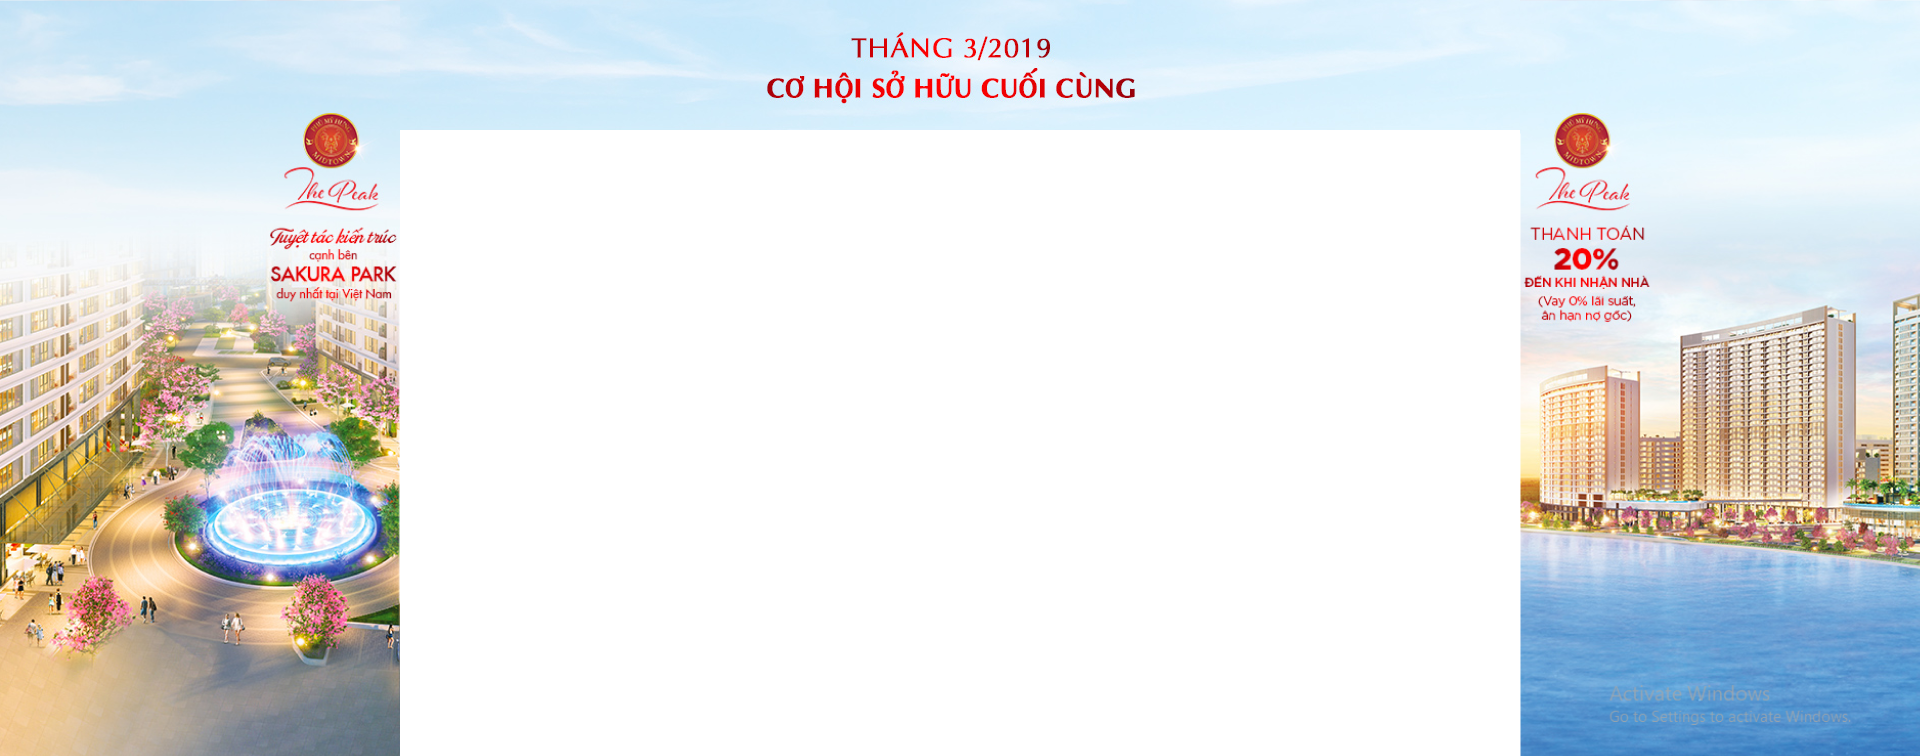 THÁNG 3/2019
CƠ HỘI SỞ HỮU CUỐI CÙNG
PHÚ MỸ HƯNG
MIDTOWN
The Peak
Tuyệt tác kiến trúc
cạnh bên
SAKURA PARK
duy nhất tại Việt Nam
PHÚ MỸ HƯNG
MIDTOWN
The Peak
THANH TOÁN
20%
ĐẾN KHI NHẬN NHÀ
(Vay 0% lãi suất,
ân hạn nợ gốc)
Activate Windows
Go to Settings to activate Windows.